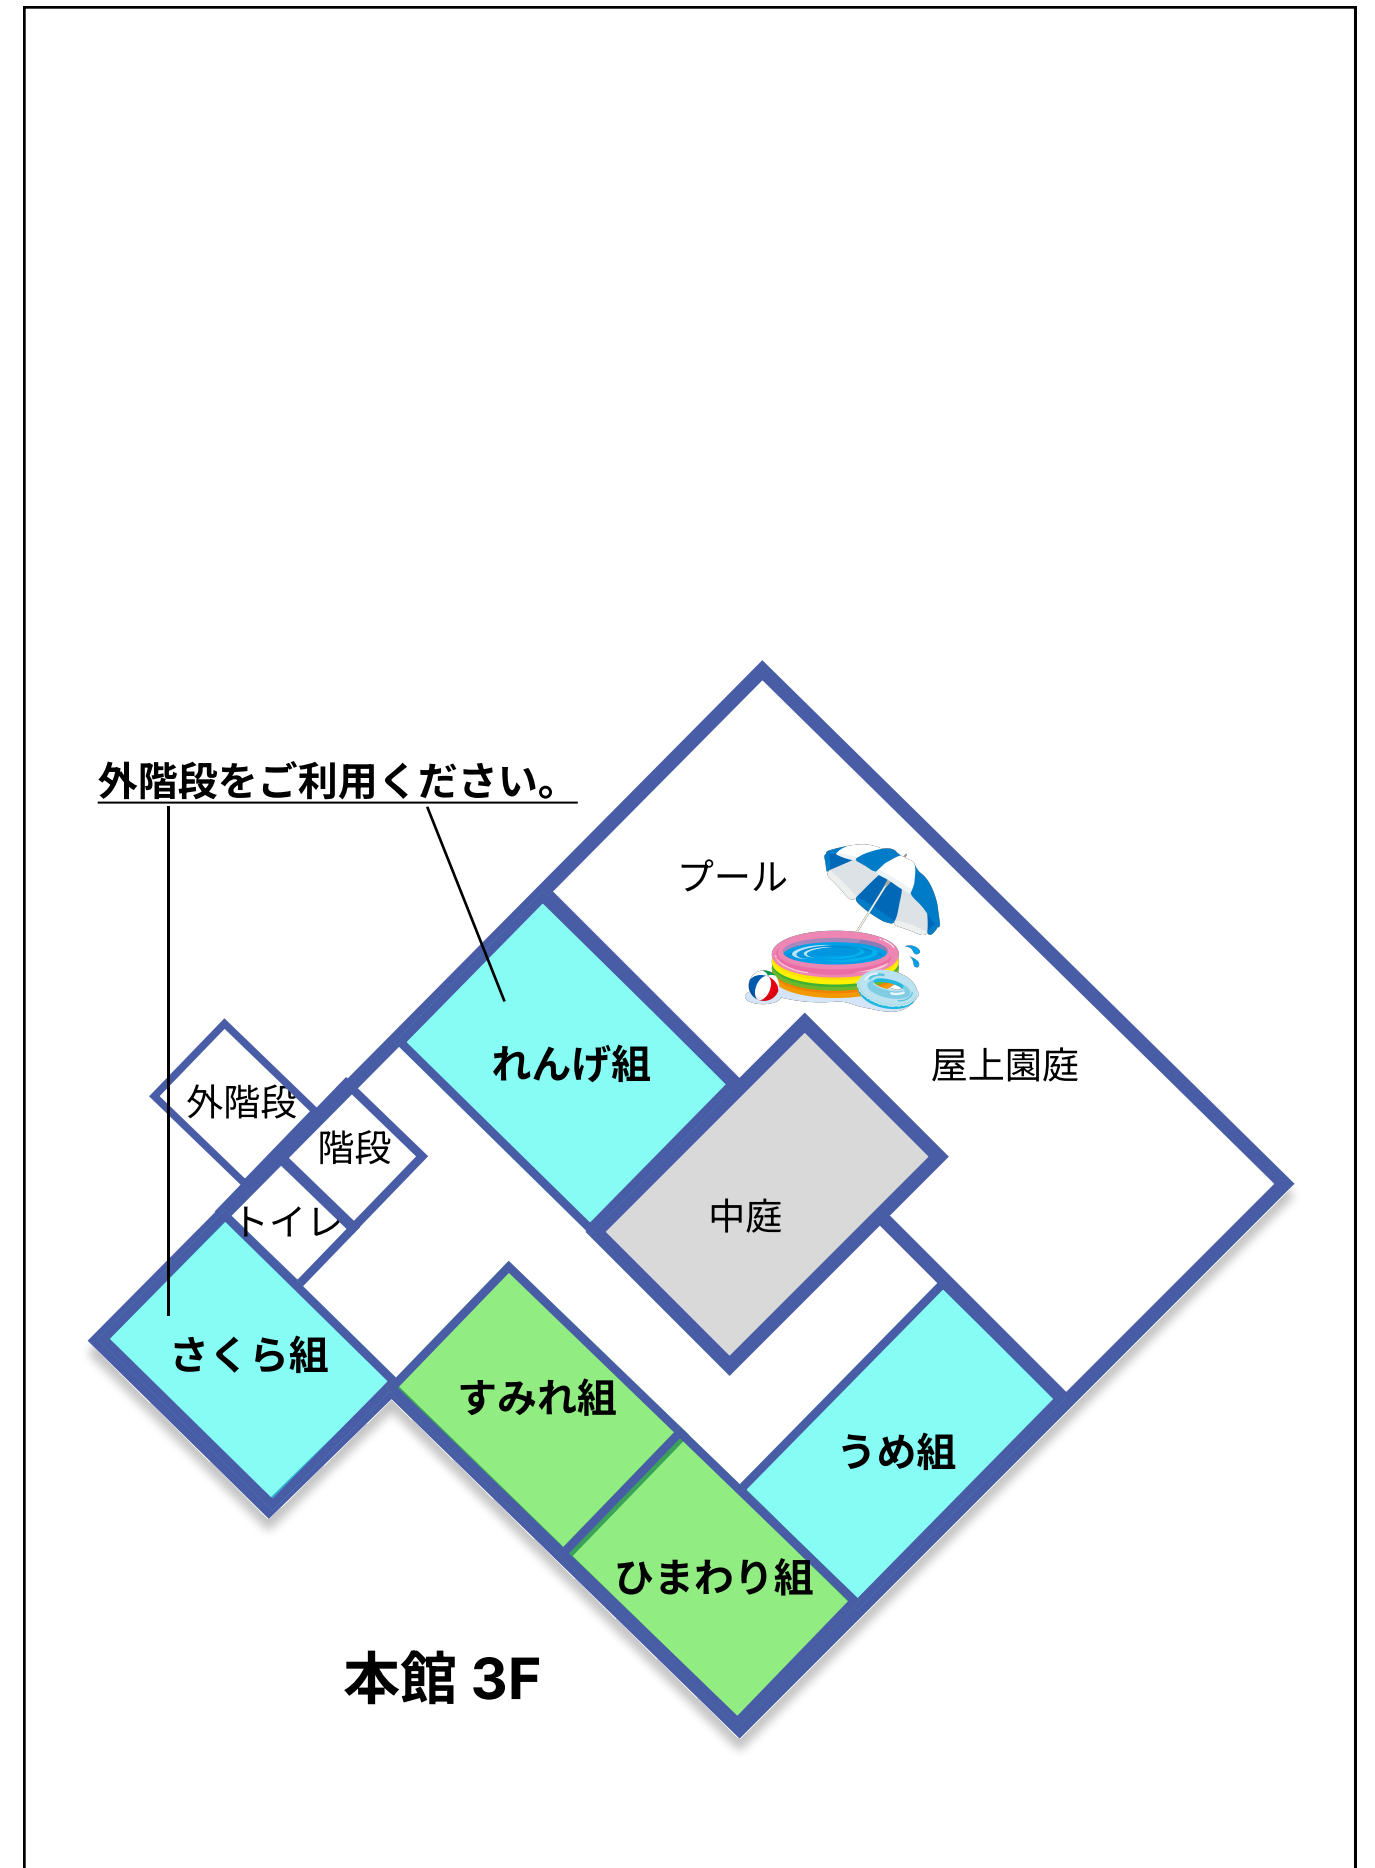 外階段をご利用ください。
プール
れんげ組
屋上園庭
外階段
階段
中庭
トイレ
さくら組
すみれ組
うめ組
ひまわり組
本館 3F